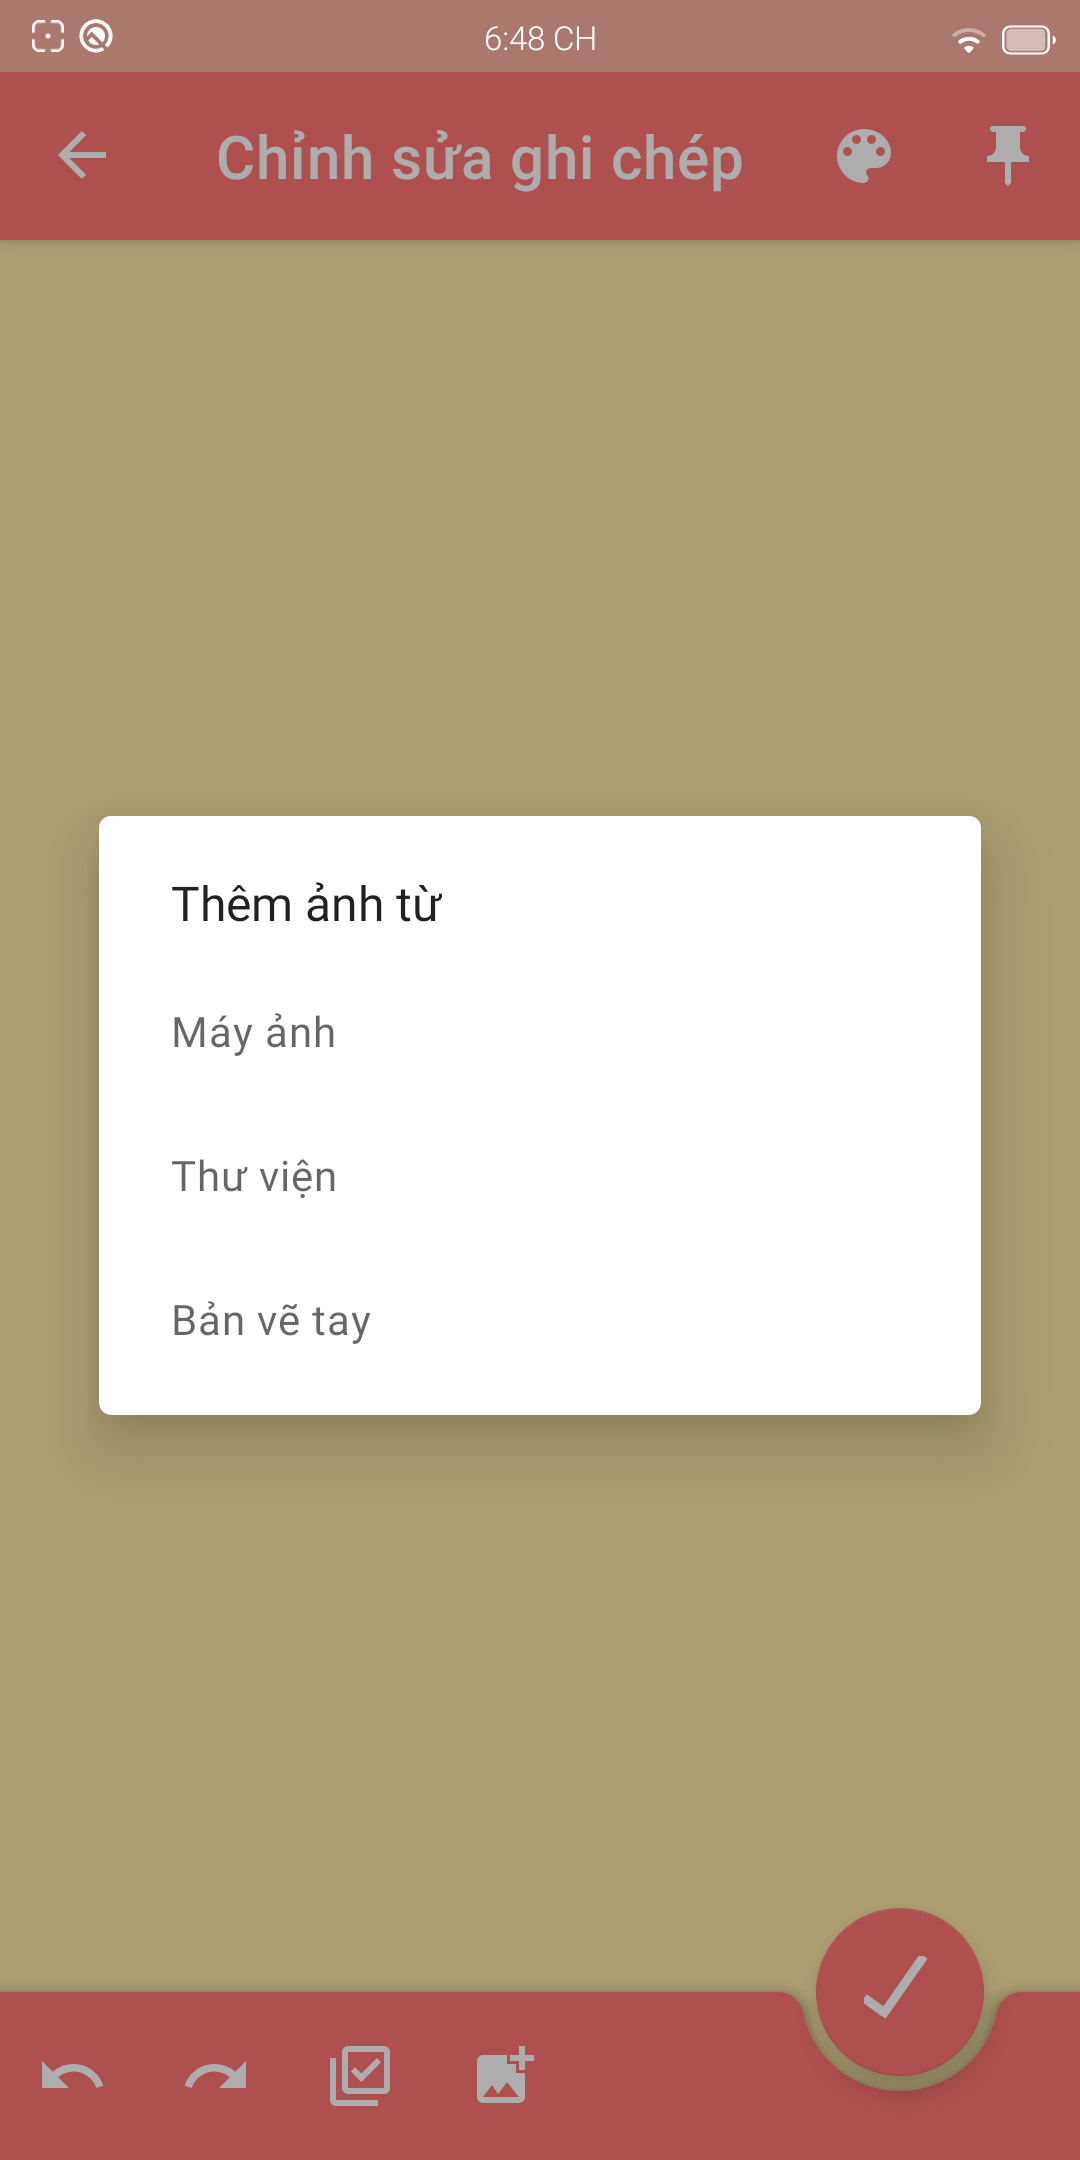 6:48 CH
Chỉnh sửa ghi chép
Thêm ảnh từ
Máy ảnh
Thư viện
Bản vẽ tay